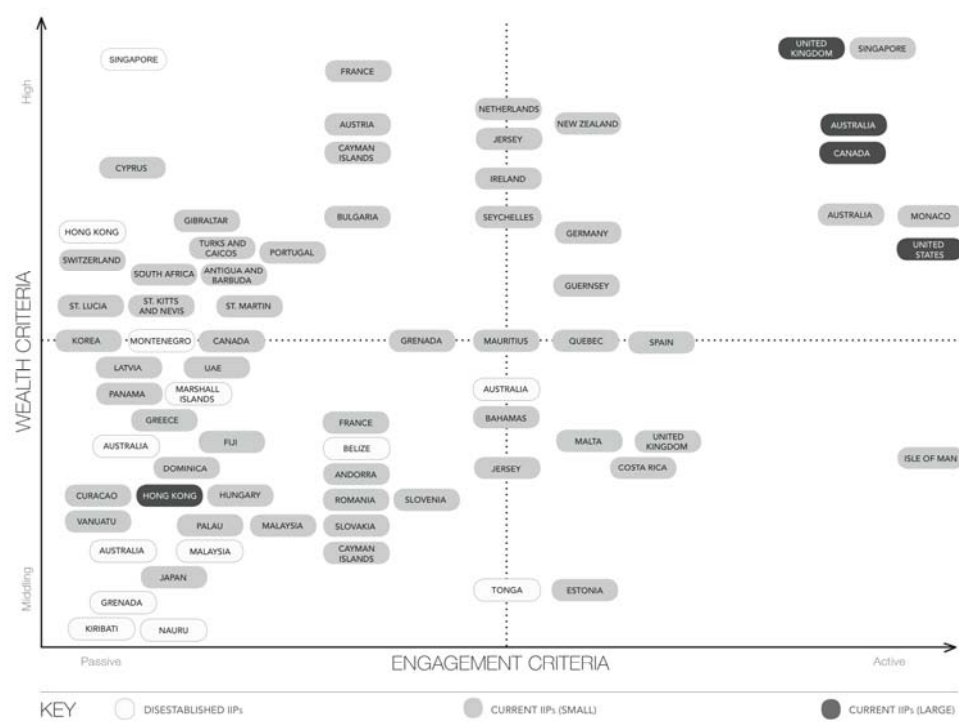 UNITED
KINGDOM
SINGAPORE
SINGAPORE
FRANCE
High
NETHERLANDS
NEW ZEALAND
AUSTRIA
AUSTRALIA
JERSEY
CAYMAN
ISLANDS
CANADA
CYPRUS
IRELAND
GIBRALTAR
BULGARIA
SEYCHELLES
AUSTRALIA
MONACO
HONG KONG
GERMANY
TURKS AND
CAICOS
PORTUGAL
UNITED
STATES
SWITZERLAND
SOUTH AFRICA
ANTIGUA AND
BARBUDA
GUERNSEY
ST. LUCIA
ST. KITTS
AND NEVIS
ST. MARTIN
WEALTH CRITERIA
KOREA
MONTENEGRO
CANADA
GRENADA
MAURITIUS
QUEBEC
SPAIN
LATVIA
UAE
PANAMA
MARSHALL
ISLANDS
AUSTRALIA
GREECE
FRANCE
BAHAMAS
AUSTRALIA
FIJI
BELIZE
MALTA
UNITED
KINGDOM
ISLE OF MAN
DOMINICA
ANDORRA
JERSEY
COSTA RICA
CURACAO
HONG KONG
HUNGARY
ROMANIA
SLOVENIA
VANUATU
PALAU
MALAYSIA
SLOVAKIA
AUSTRALIA
MALAYSIA
CAYMAN
ISLANDS
JAPAN
Middling
TONGA
ESTONIA
GRENADA
KIRIBATI
NAURU
Passive
ENGAGEMENT CRITERIA
Active
KEY
DISESTABLISHED IIPs
CURRENT IIPs (SMALL)
CURRENT IIPs (LARGE)